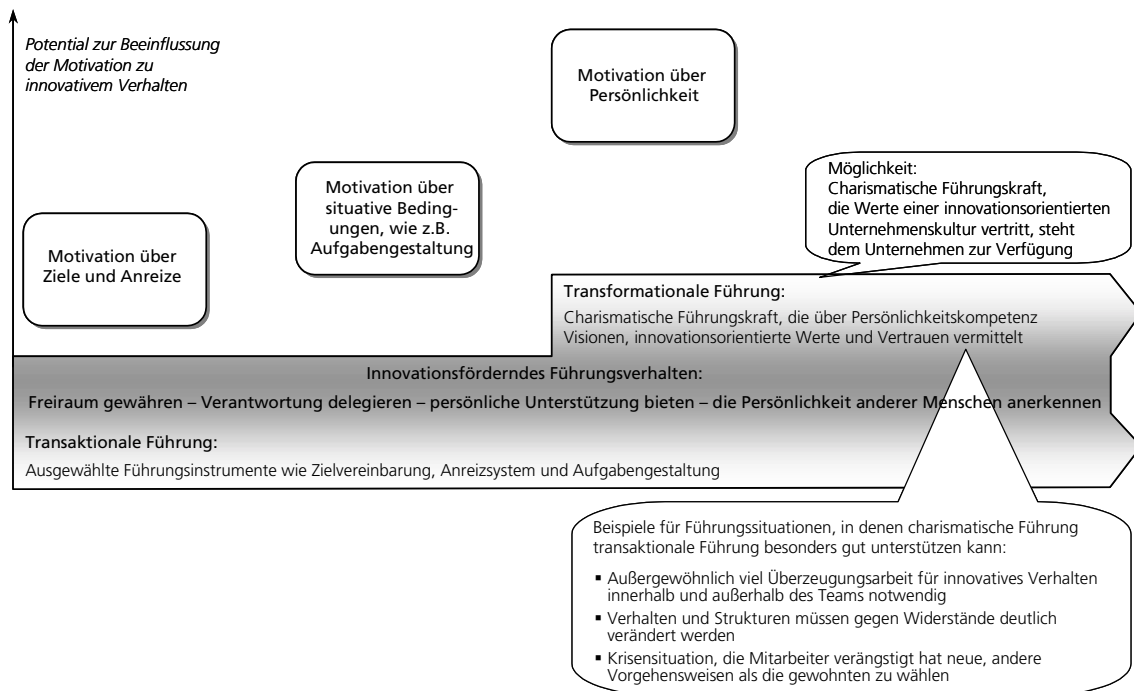 Potential zur Beeinflussung
der Motivation zu
innovativem Verhalten
Motivation über
Persönlichkeit
Motivation über
situative Bedin-
gungen, wie z.B.
Aufgabengestaltung
Motivation über
Ziele und Anreize
Möglichkeit:
Charismatische Führungskraft,
die Werte einer innovationsorientierten
Unternehmenskultur vertritt, steht
dem Unternehmen zur Verfügung
Transformationale Führung:
Charismatische Führungskraft, die über Persönlichkeitskompetenz
Visionen, innovationsorientierte Werte und Vertrauen vermittelt
Innovationsförderndes Führungsverhalten:
Freiraum gewähren – Verantwortung delegieren – persönliche Unterstützung bieten – die Persönlichkeit anderer Menschen anerkennen
Transaktionale Führung:
Ausgewählte Führungsinstrumente wie Zielvereinbarung, Anreizsystem und Aufgabengestaltung
Beispiele für Führungssituationen, in denen charismatische Führung
transaktionale Führung besonders gut unterstützen kann:
▪ Außergewöhnlich viel Überzeugungsarbeit für innovatives Verhalten
innerhalb und außerhalb des Teams notwendig
▪ Verhalten und Strukturen müssen gegen Widerstände deutlich
verändert werden
▪ Krisensituation, die Mitarbeiter verängstigt hat neue, andere
Vorgehensweisen als die gewohnten zu wählen